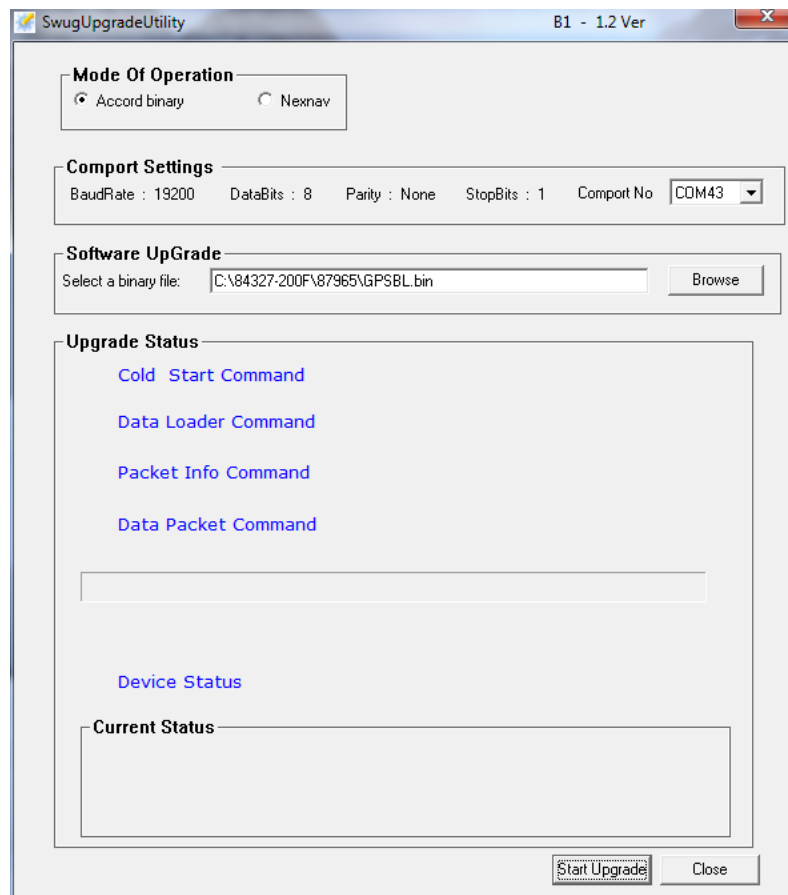 SwugUpgradeUtility B1 - 1.2 Ver
Mode Of Operation
Accord binary Nexnav
Comport Settings
BaudRate : 19200 DataBits : 8 Parity : None StopBits : 1 Comport No COM43
Software UpGrade
Select a binary file: C:\84327-200F\87965\GPSBL.bin Browse
Upgrade Status
Cold Start Command
Data Loader Command
Packet Info Command
Data Packet Command
Device Status
Current Status
Start Upgrade Close